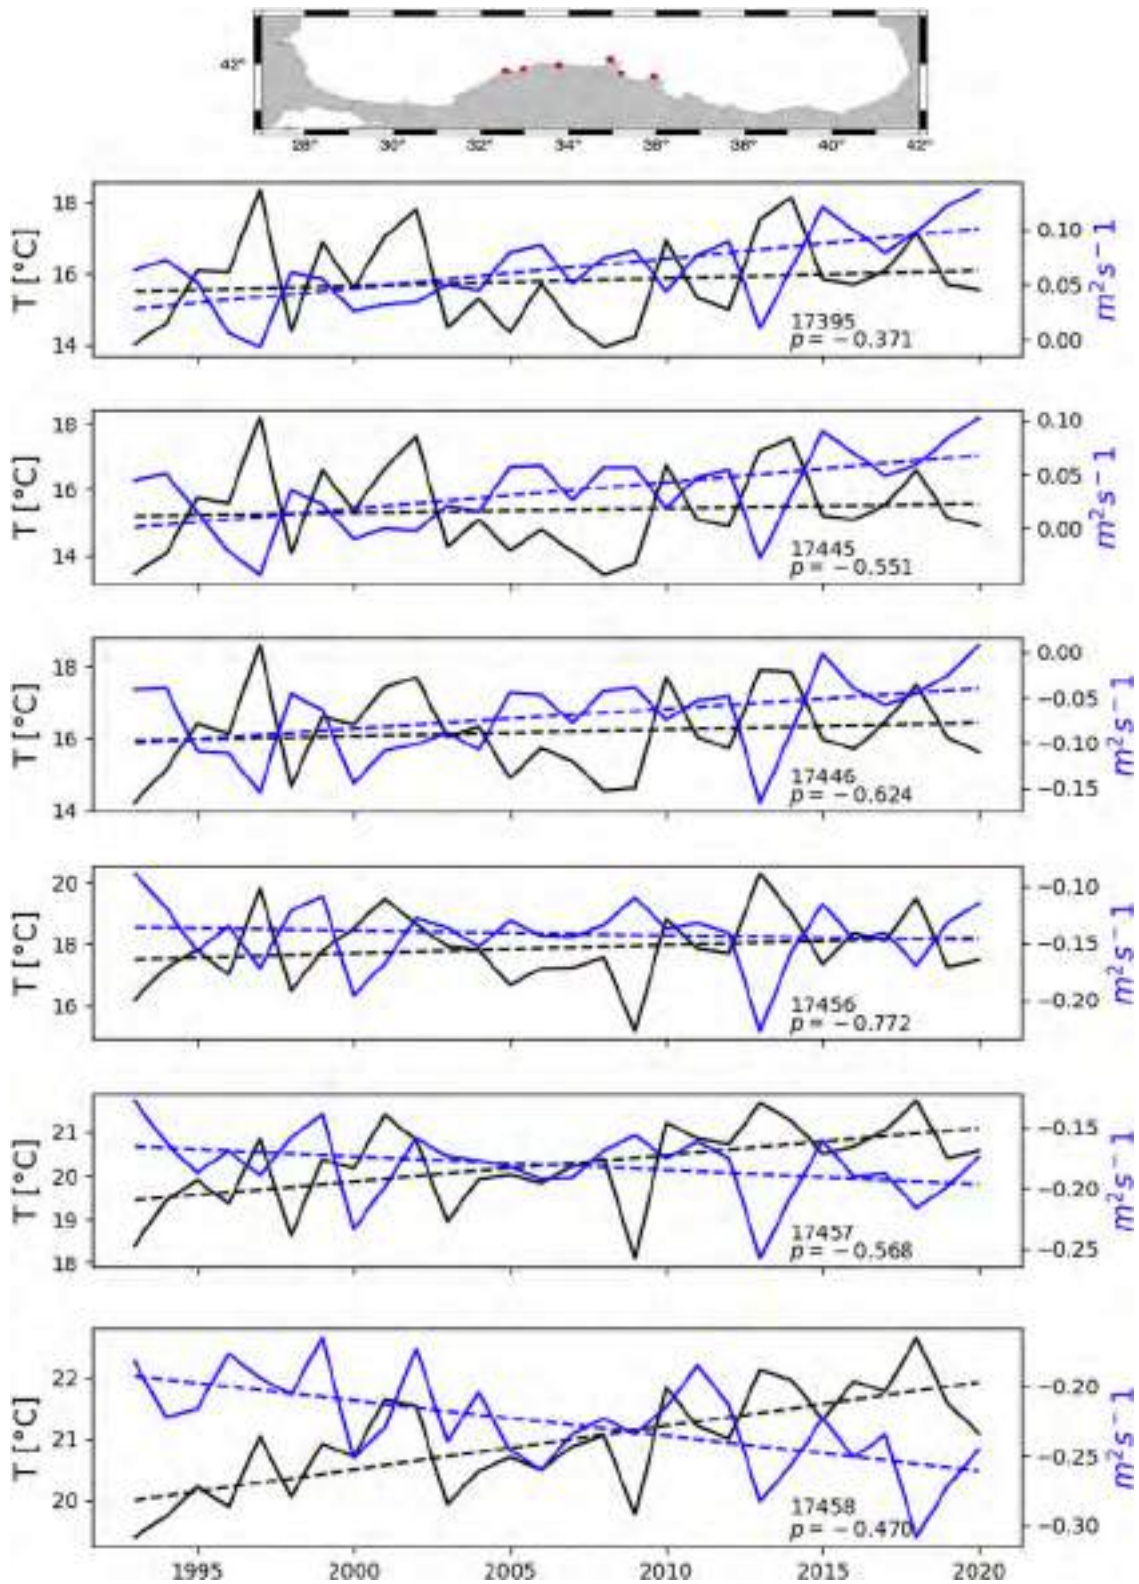 42°
28° 30° 32° 34° 36° 38° 40° 42°
18
16
14
T [°C]
0.10
0.05
0.00
m²s−1
17395
p = −0.371
18
16
14
T [°C]
0.10
0.05
0.00
m²s−1
17445
p = −0.551
18
16
14
T [°C]
0.00
−0.05
−0.10
−0.15
m²s−1
17446
p = −0.624
20
18
16
T [°C]
−0.10
−0.15
−0.20
m²s−1
17456
p = −0.772
21
20
19
18
T [°C]
−0.15
−0.20
−0.25
m²s−1
17457
p = −0.568
22
21
20
T [°C]
−0.20
−0.25
−0.30
m²s−1
17458
p = −0.470
1995 2000 2005 2010 2015 2020